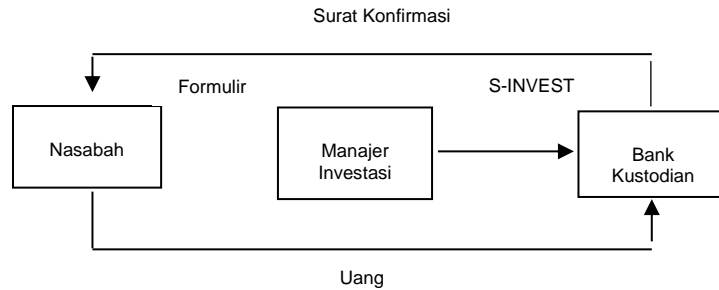 Surat Konfirmasi
Formulir
S-INVEST
Nasabah
Manajer
Investasi
Bank
Kustodian
Uang